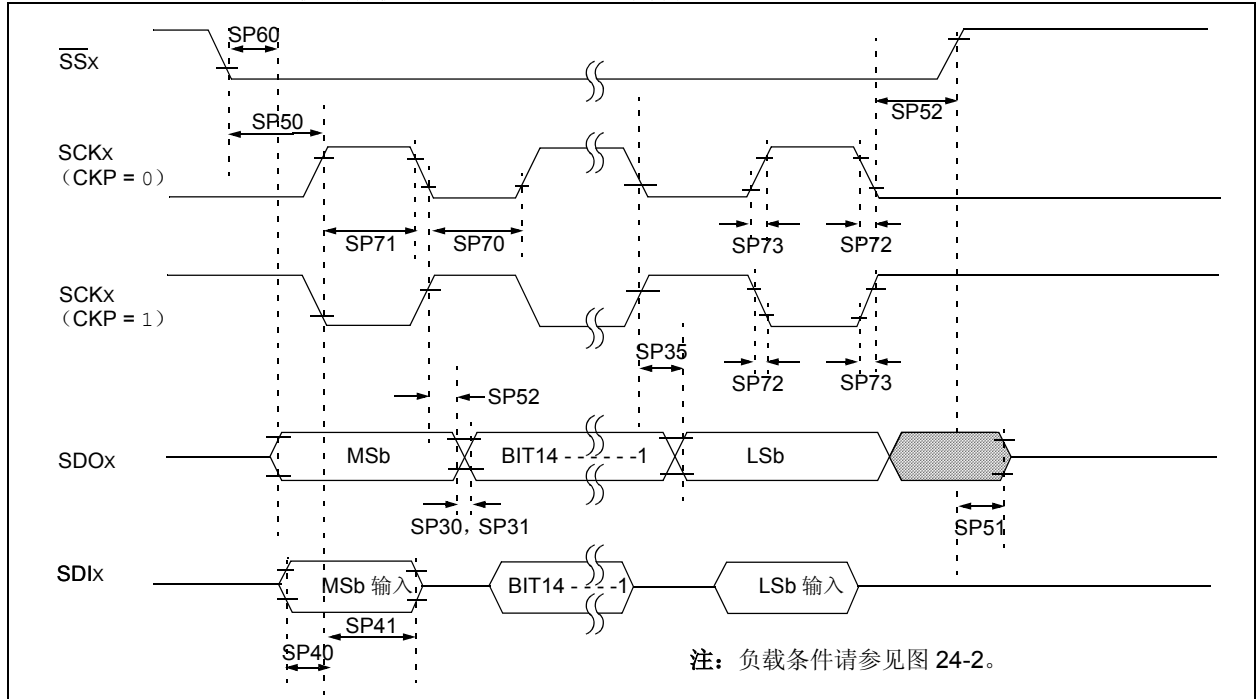 SP60
SSX
SP52
SP50
SCKX
（CKP = 0）
SP71
SP70
SP73
SP72
SCKX
（CKP = 1）
SP35
SP72
SP73
SP52
SDOX
MSb
BIT14 - - - - - -1
LSb
SP30，SP31
SP51
SDIX
MSb 输入
BIT14 - - - -1
LSb 输入
SP41
SP40
注：负载条件请参见图 24-2。